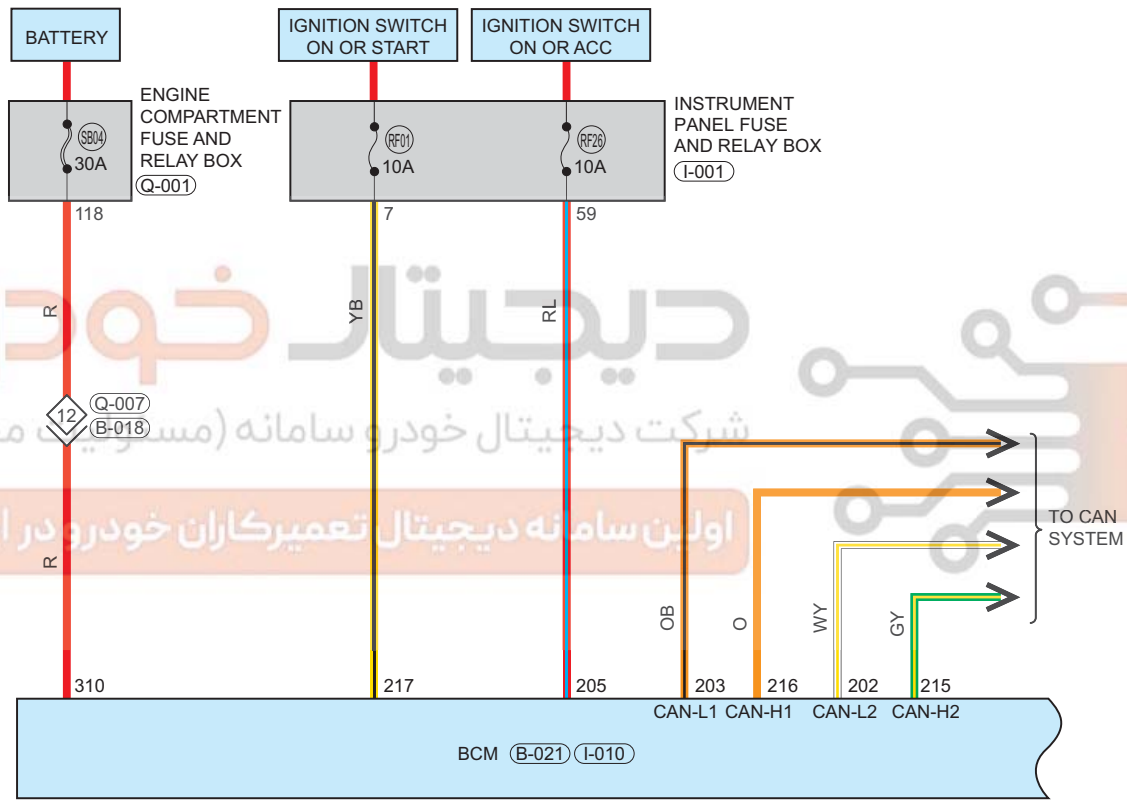 BATTERY
IGNITION SWITCH
ON OR START
IGNITION SWITCH
ON OR ACC
SB04
30A
ENGINE
COMPARTMENT
FUSE AND
RELAY BOX
Q-001
RF01
10A
RF26
10A
INSTRUMENT
PANEL FUSE
AND RELAY BOX
I-001
118
7
59
R
YB
RL
دیجیتال خود
12
Q-007
B-018
شرکت دیجیتال خودرو سامانه (مسئولیت
اولین سامانه دیجیتال تعمیرکاران خودرو در
TO CAN
SYSTEM
R
OB
O
WY
GY
310
217
205
203
216
202
215
CAN-L1
CAN-H1
CAN-L2
CAN-H2
BCM
B-021
I-010